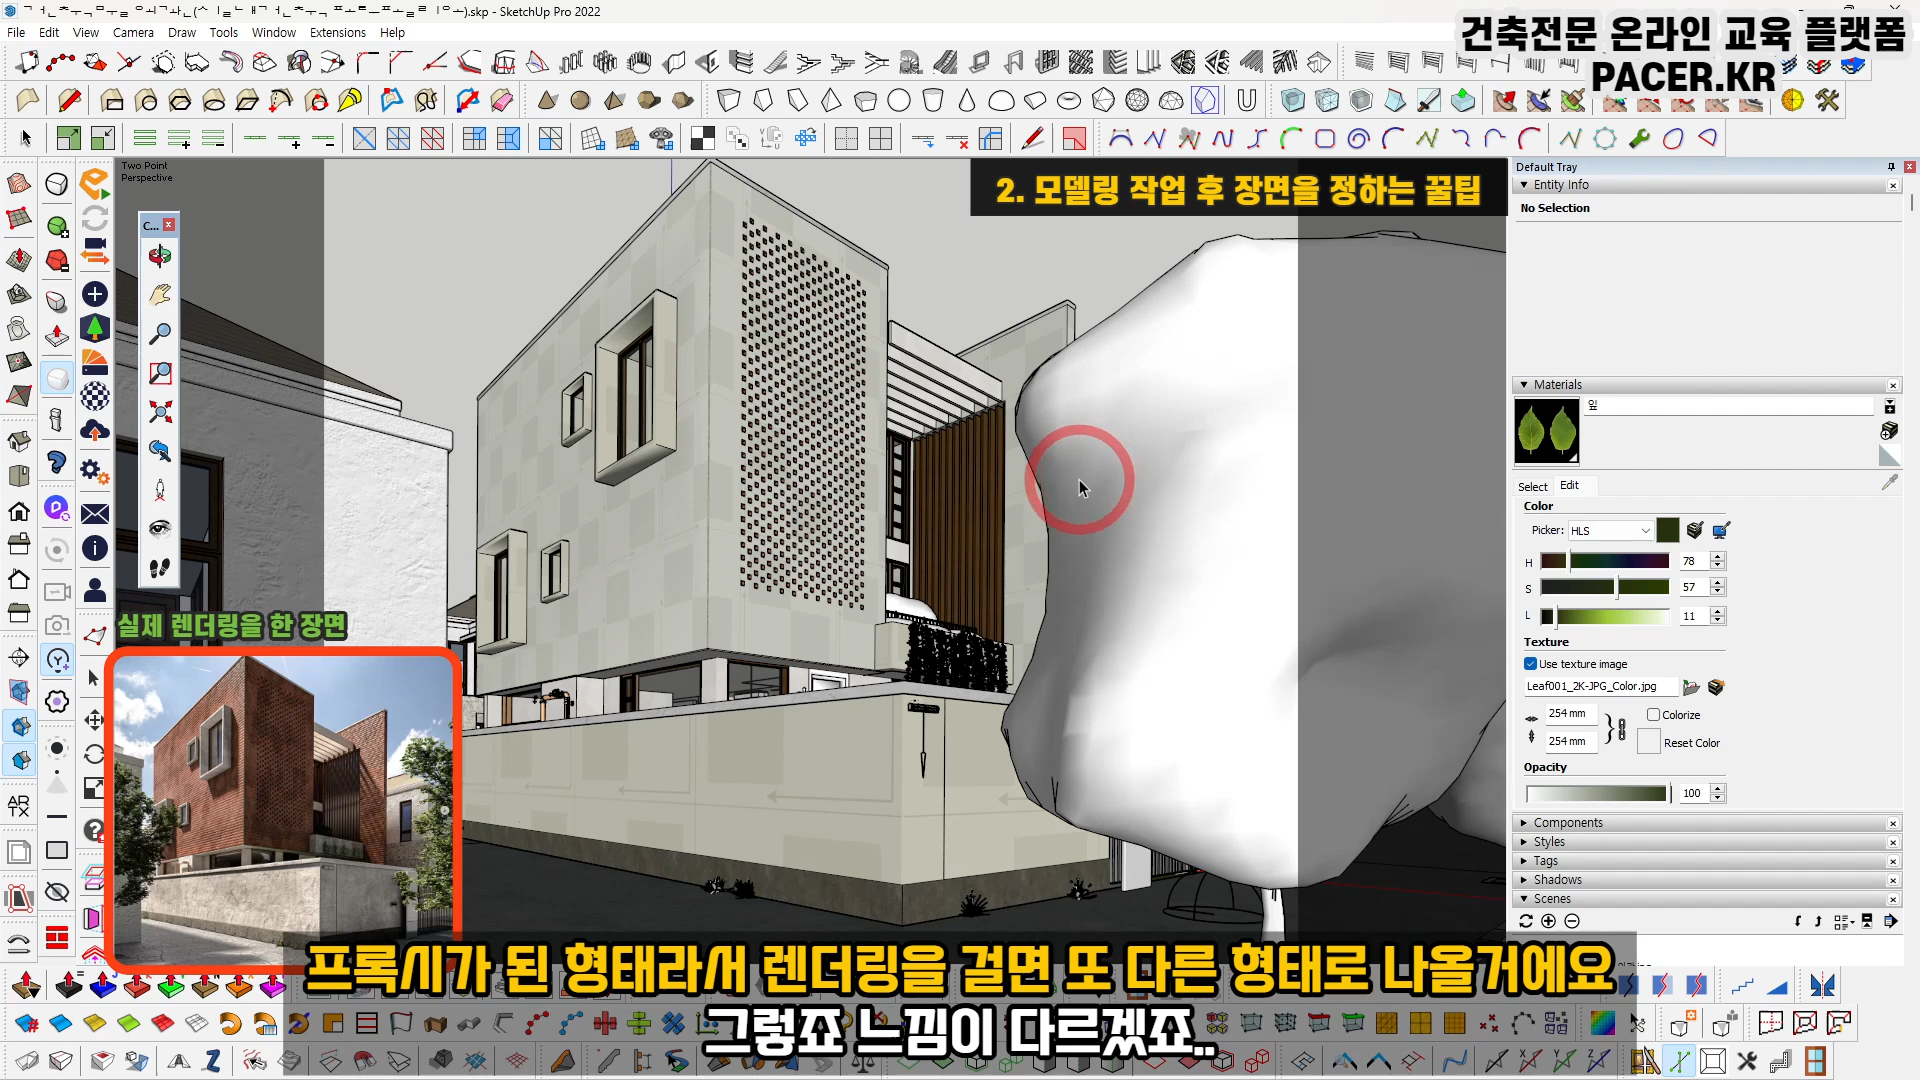 .skp - SketchUp Pro 2022
File Edit View Camera Draw Tools Window Extensions Help
건축전문 온라인 교육 플랫폼
PACER.KR
Two Point
Perspective
2. 모델링 작업 후 장면을 정하는 꿀팁
C...
Default Tray
Entity Info
No Selection
Materials
잎
Select Edit
Color
Picker: HLS
H 78
S 57
L 11
Texture
Use texture image
Leaf001_2K-JPG_Color.jpg
254 mm
Colorize
254 mm
Reset Color
Opacity
100
Components
Styles
Tags
Shadows
Scenes
AR
TX
실제 렌더링을 한 장면
프록시가 된 형태라서 렌더링을 걸면 또 다른 형태로 나올거에요
그렇죠 느낌이 다르겠죠..